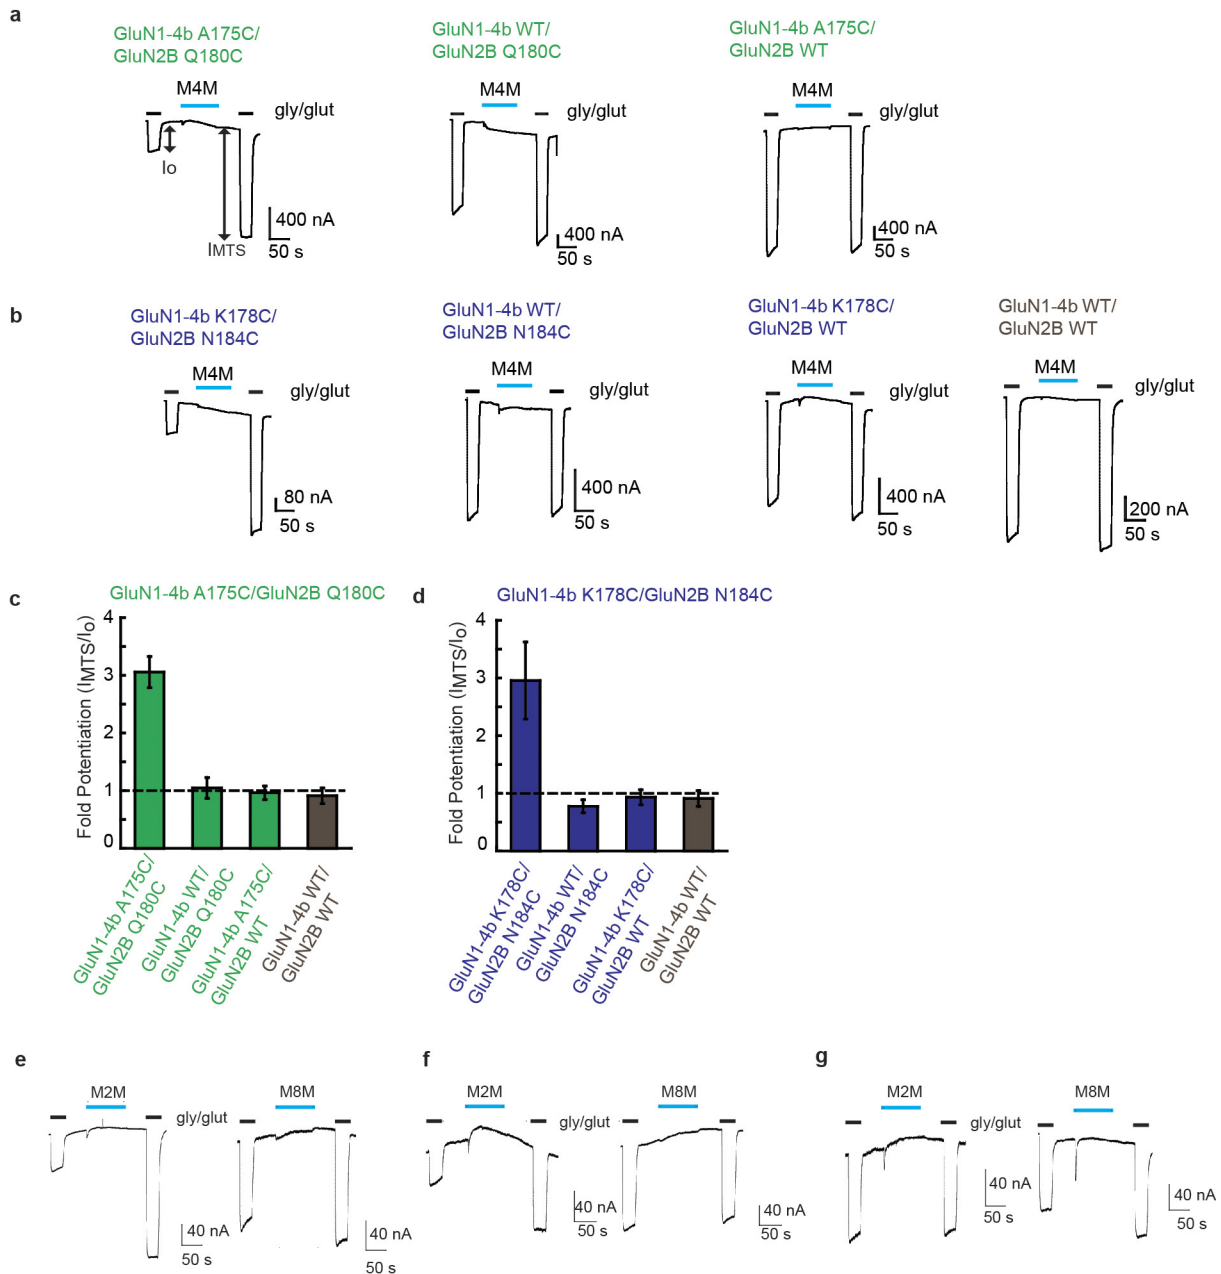 a
GluN1-4b A175C/
GluN2B Q180C
M4M
gly/glut
Io
IMTS
400 nA
50 s
GluN1-4b WT/
GluN2B Q180C
M4M
gly/glut
400 nA
50 s
GluN1-4b A175C/
GluN2B WT
M4M
gly/glut
400 nA
50 s
b
GluN1-4b K178C/
GluN2B N184C
M4M
gly/glut
80 nA
50 s
GluN1-4b WT/
GluN2B N184C
M4M
gly/glut
400 nA
50 s
GluN1-4b K178C/
GluN2B WT
M4M
gly/glut
400 nA
50 s
GluN1-4b WT/
GluN2B WT
M4M
200 nA
50 s
c
GluN1-4b A175C/GluN2B Q180C
Fold Potentiation (IMTS/IO)
4
3
2
1
0
GluN1-4b A175C/
GluN2B Q180C
GluN1-4b WT/
GluN2B Q180C
GluN1-4b A175C/
GluN2B WT
GluN1-4b WT/
GluN2B WT
d
GluN1-4b K178C/GluN2B N184C
Fold Potentiation (IMTS/IO)
4
3
2
1
0
GluN1-4b K178C/
GluN2B N184C
GluN1-4b WT/
GluN2B N184C
GluN1-4b K178C/
GluN2B WT
GluN1-4b WT/
GluN2B WT
e
M2M
gly/glut
40 nA
50 s
M8M
40 nA
50 s
f
M2M
gly/glut
40 nA
50 s
M8M
40 nA
50 s
g
M2M
gly/glut
40 nA
50 s
M8M
40 nA
50 s